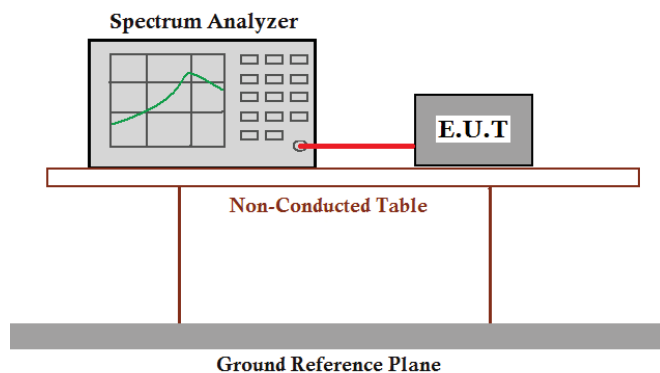 Spectrum Analyzer
E.U.T
Non-Conducted Table
Ground Reference Plane